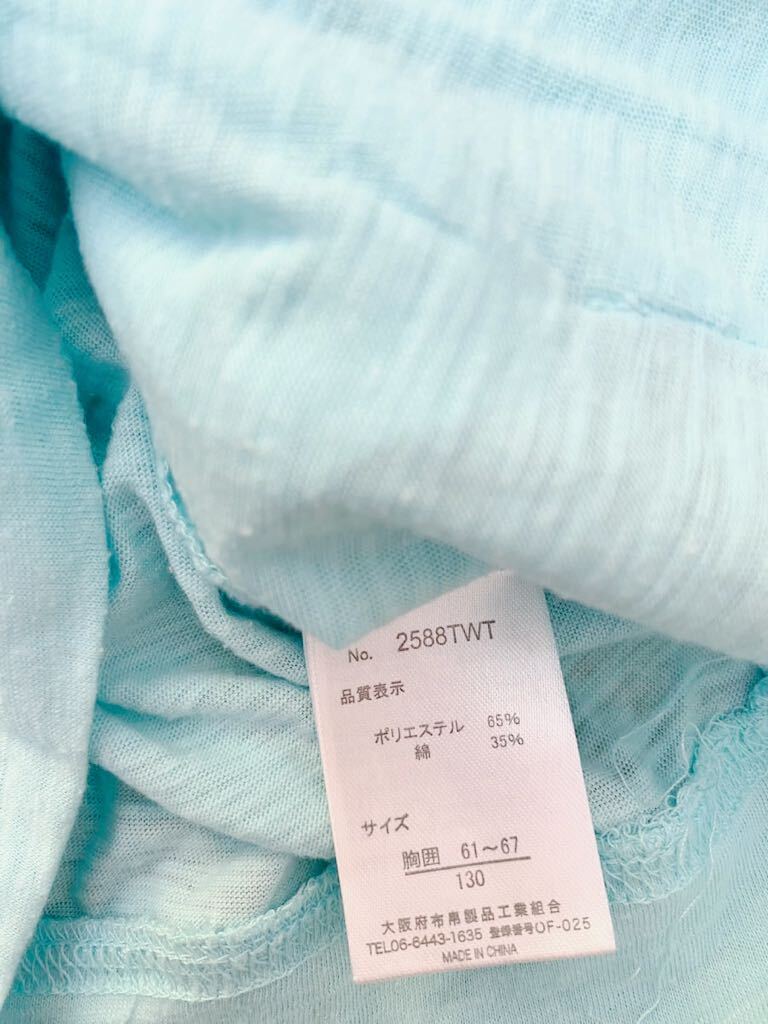 No. 2588TWT
品質表示
ポリエステル 65%
綿 35%
サイズ
胸囲 61～67
130
大阪府布帛製品工業組合
TEL06-6443-1635 登録番号OF-025
MADE IN CHINA